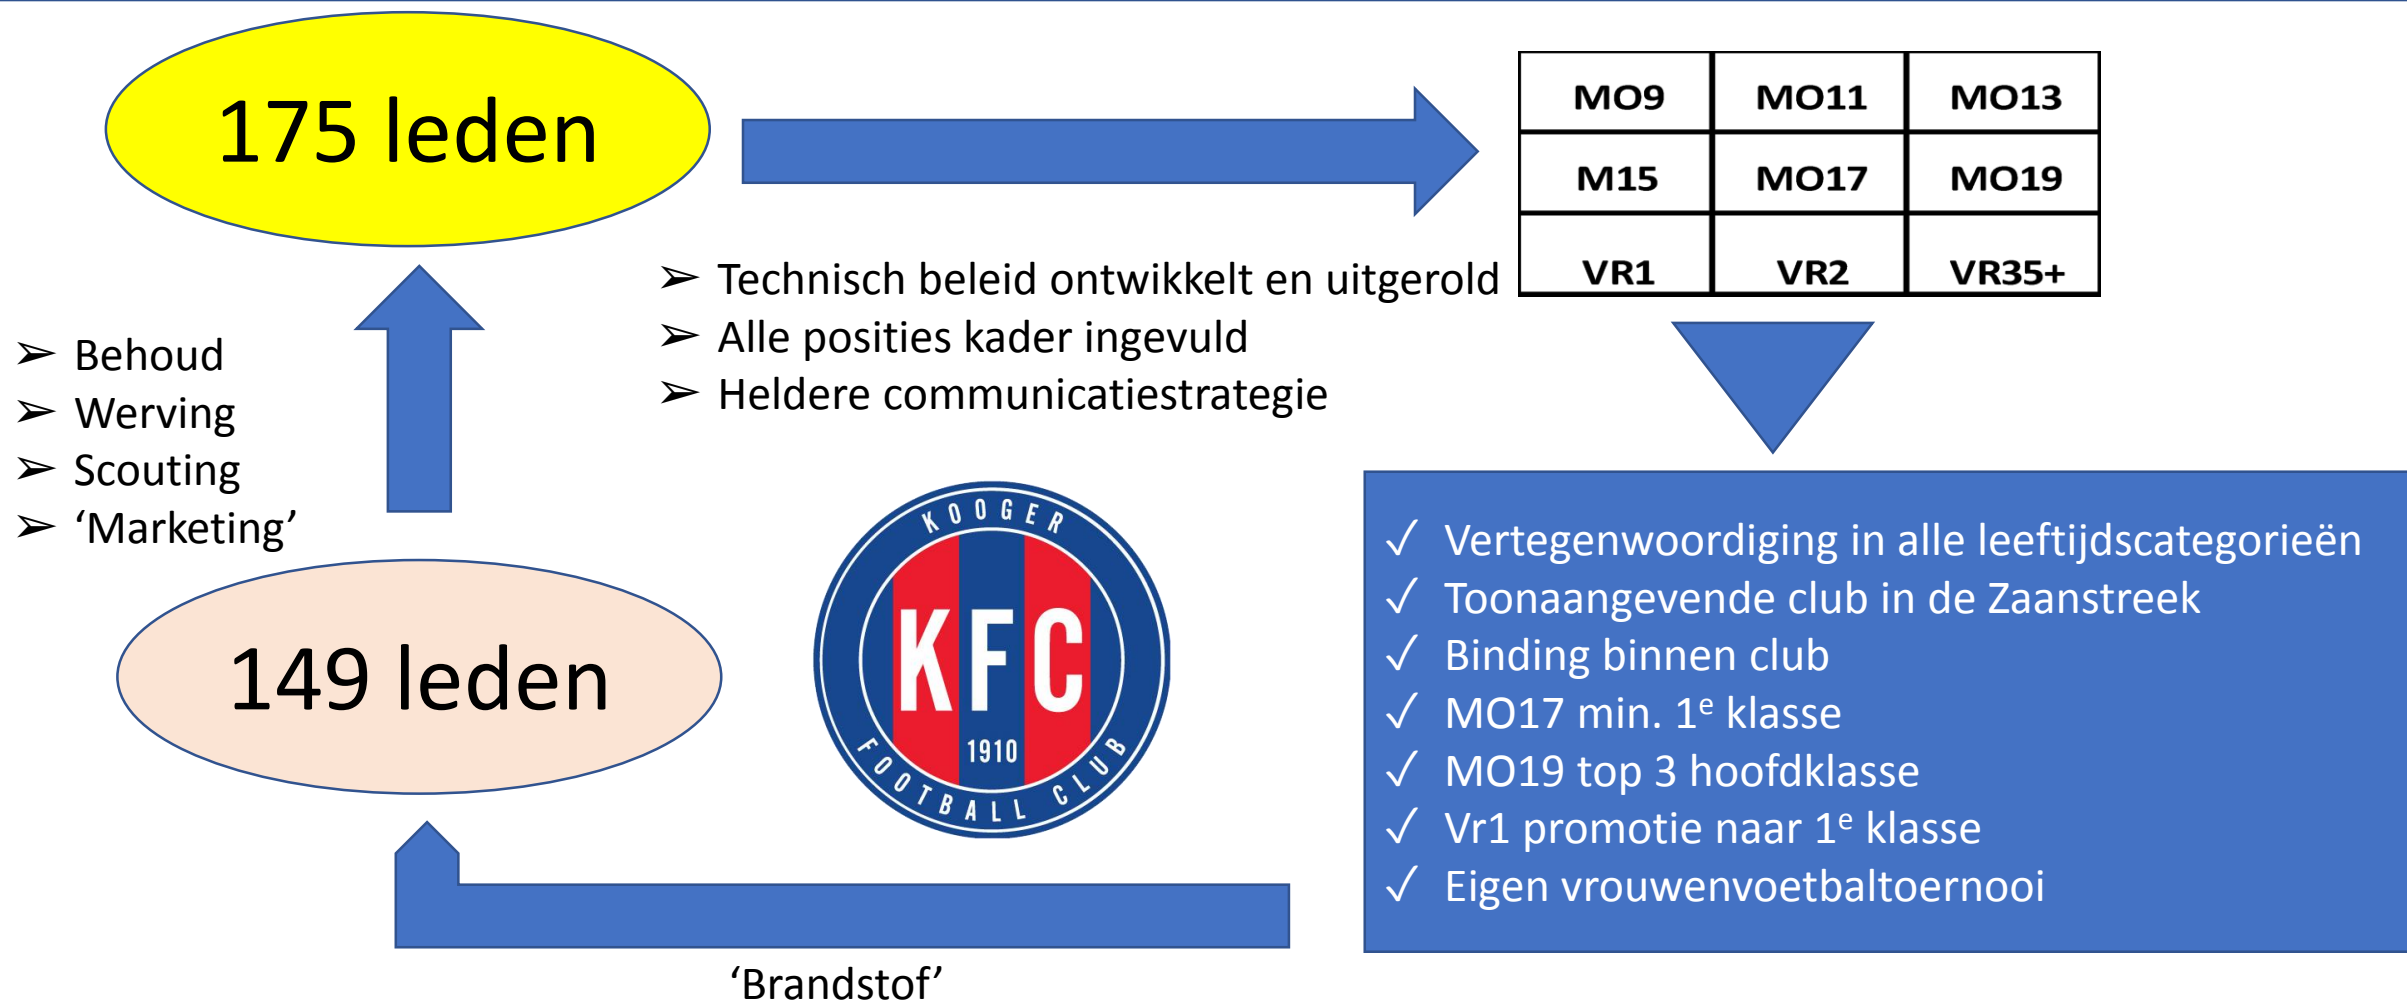 175 leden
MO9 MO11 MO13
M15 MO17 MO19
VR1 VR2 VR35+
➢ Technisch beleid ontwikkelt en uitgerold
➢ Alle posities kader ingevuld
➢ Heldere communicatiestrategie
➢ Behoud
➢ Werving
➢ Scouting
➢ ‘Marketing’
149 leden
KOOGER
KFC
1910
FOOTBALL CLUB
✓ Vertegenwoordiging in alle leeftijdscategorieën
✓ Toonaangevende club in de Zaanstreek
✓ Binding binnen club
✓ MO17 min. 1e klasse
✓ MO19 top 3 hoofdklasse
✓ Vr1 promotie naar 1e klasse
✓ Eigen vrouwenvoetbaltoernooi
‘Brandstof’